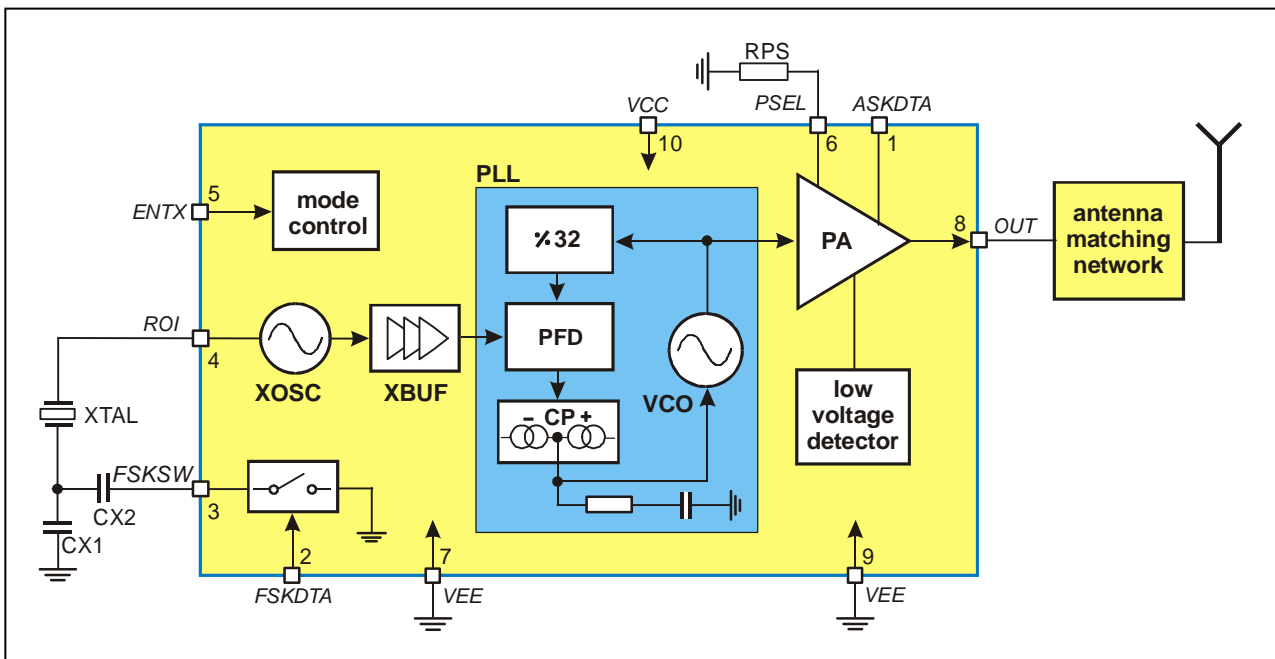 RPS
VCC
PSEL
ASKDTA
10
6
1
PLL
5
ENTX
mode
control
٪32
PA
8
OUT
antenna
matching
network
ROI
4
XOSC
XBUF
PFD
VCO
low
voltage
detector
XTAL
- CP +
FSKSW
3
CX2
CX1
2
7
9
FSKDTA
VEE
VEE